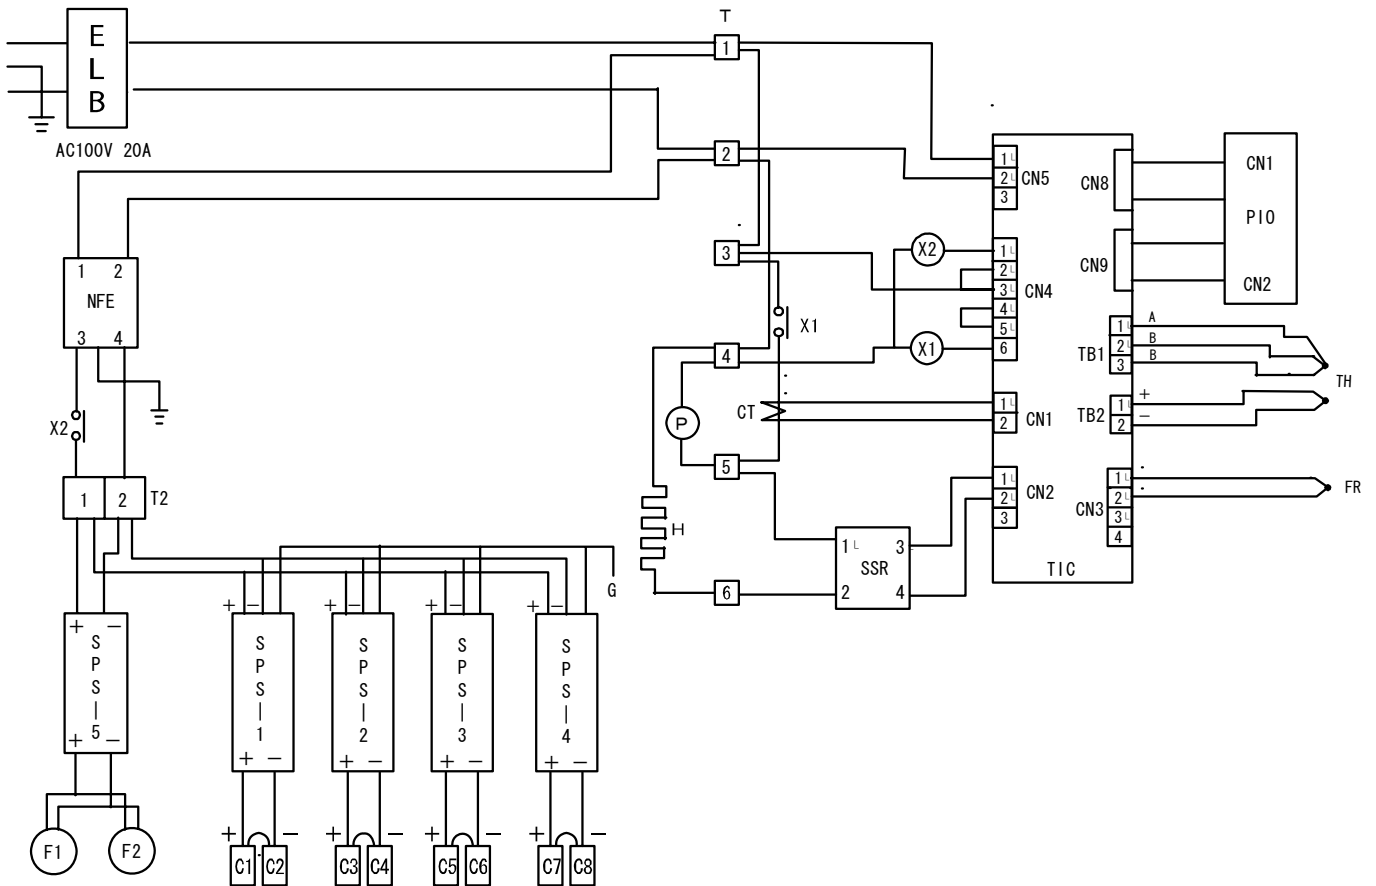 T
E
L
B
1
AC100V 20A
2
1 L
2 L
3
CN5
CN8
CN1
PIO
CN9
CN2
3
X2
1 L
2 L
3 L
4 L
5 L
6
CN4
1 2
NFE
3 4
X1
4
X1
A
B
B
1 L
2 L
3
TB1
TH
+
−
1 L
2
TB2
X2
CT
P
1 L
2
CN1
5
1 2 T2
1 L
2 L
3
CN2
1 L
2 L
3 L
4
CN3
FR
H
1 L 3
SSR
2 4
TIC
G
6
+ − + − + − + −
+ −
SPS—5
+ −
SPS—1
+ −
SPS—2
+ −
SPS—3
+ −
SPS—4
+ −
F1 F2
+ − + − + − + −
C1 C2 C3 C4 C5 C6 C7 C8